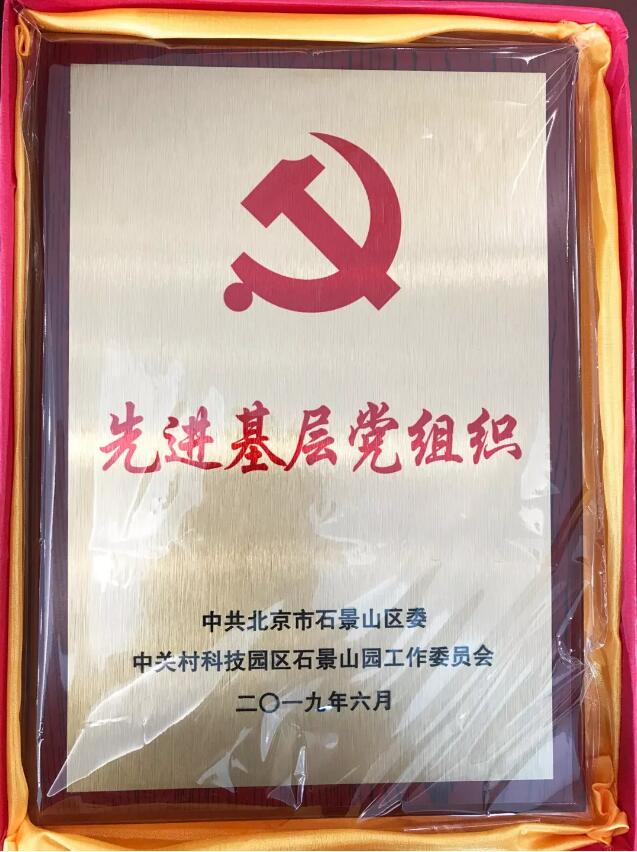 先进基层党组织
中共北京市石景山区委
中关村科技园区石景山园工作委员会
二〇一九年六月